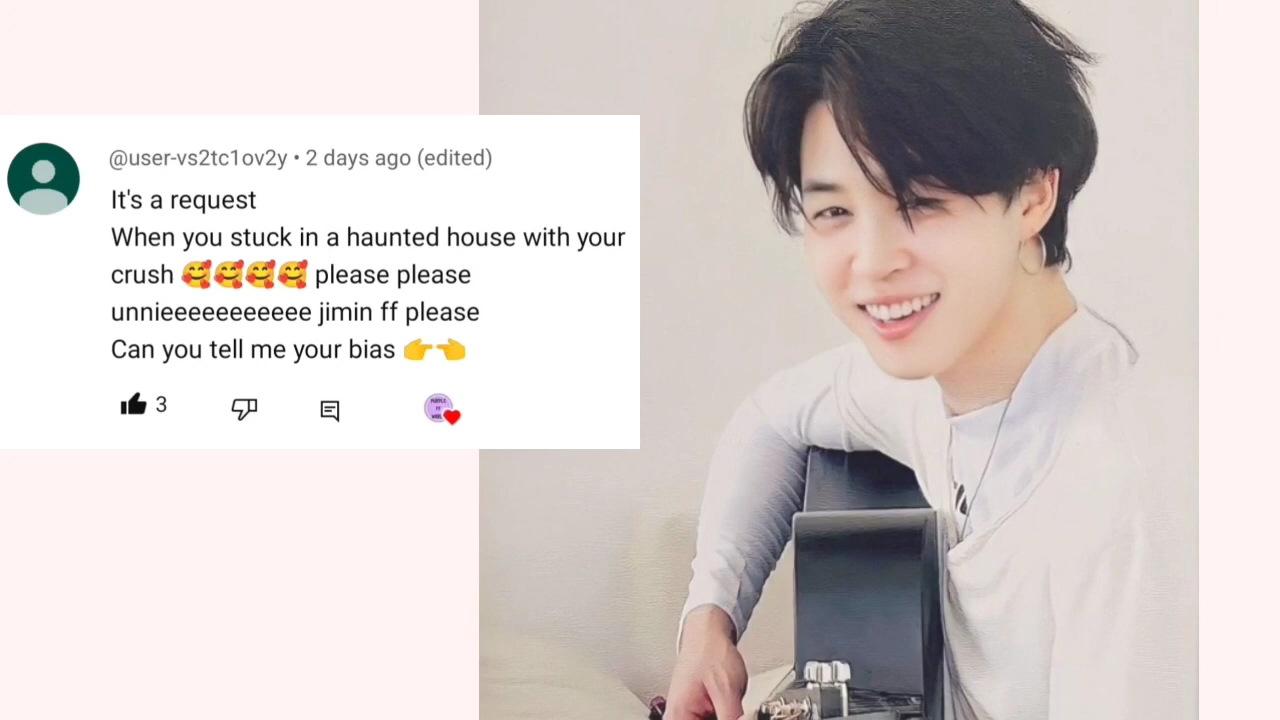 @user-vs2tc1ov2y • 2 days ago (edited)
It's a request
When you stuck in a haunted house with your
crush 🥰🥰🥰🥰 please please
unnieeeeeeeeeee jimin ff please
Can you tell me your bias 👉👈
3